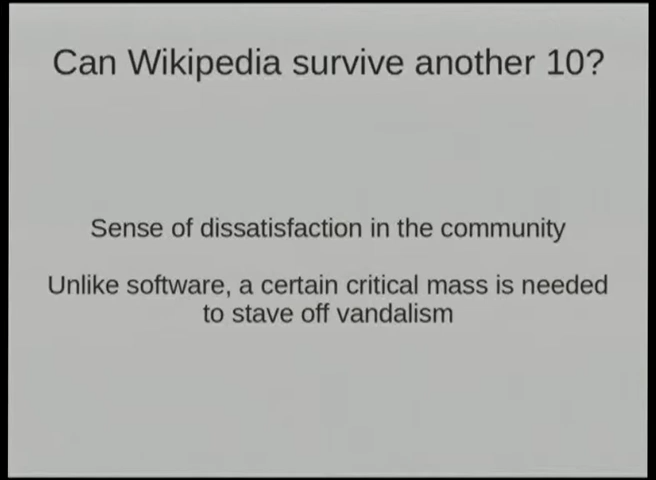 Can Wikipedia survive another 10?
Sense of dissatisfaction in the community
Unlike software, a certain critical mass is needed
to stave off vandalism